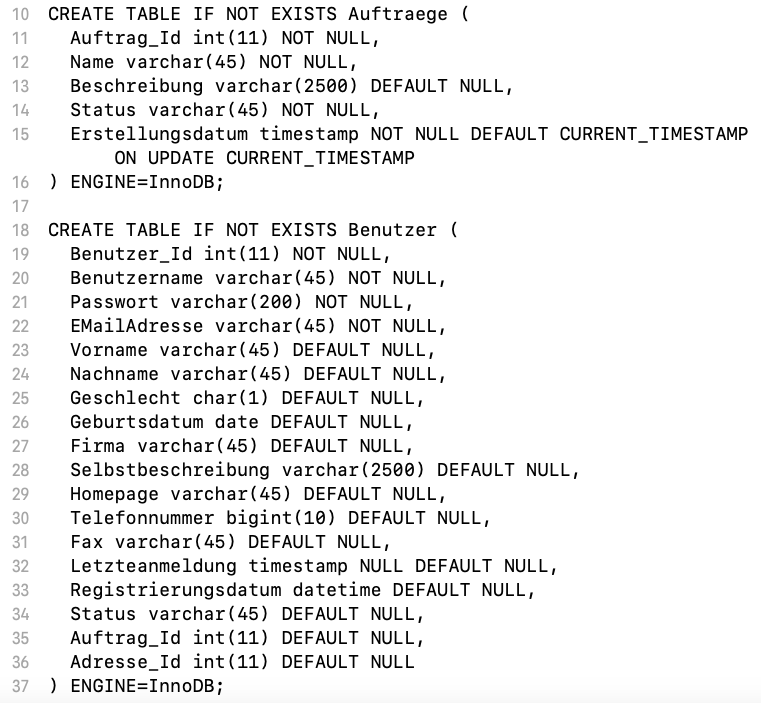 10 CREATE TABLE IF NOT EXISTS Auftraege (
11   Auftrag_Id int(11) NOT NULL,
12   Name varchar(45) NOT NULL,
13   Beschreibung varchar(2500) DEFAULT NULL,
14   Status varchar(45) NOT NULL,
15   Erstellungsdatum timestamp NOT NULL DEFAULT CURRENT_TIMESTAMP
      ON UPDATE CURRENT_TIMESTAMP
16 ) ENGINE=InnoDB;
17
18 CREATE TABLE IF NOT EXISTS Benutzer (
19   Benutzer_Id int(11) NOT NULL,
20   Benutzername varchar(45) NOT NULL,
21   Passwort varchar(200) NOT NULL,
22   EMailAdresse varchar(45) NOT NULL,
23   Vorname varchar(45) DEFAULT NULL,
24   Nachname varchar(45) DEFAULT NULL,
25   Geschlecht char(1) DEFAULT NULL,
26   Geburtsdatum date DEFAULT NULL,
27   Firma varchar(45) DEFAULT NULL,
28   Selbstbeschreibung varchar(2500) DEFAULT NULL,
29   Homepage varchar(45) DEFAULT NULL,
30   Telefonnummer bigint(10) DEFAULT NULL,
31   Fax varchar(45) DEFAULT NULL,
32   Letzteanmeldung timestamp NULL DEFAULT NULL,
33   Registrierungsdatum datetime DEFAULT NULL,
34   Status varchar(45) DEFAULT NULL,
35   Auftrag_Id int(11) DEFAULT NULL,
36   Adresse_Id int(11) DEFAULT NULL
37 ) ENGINE=InnoDB;